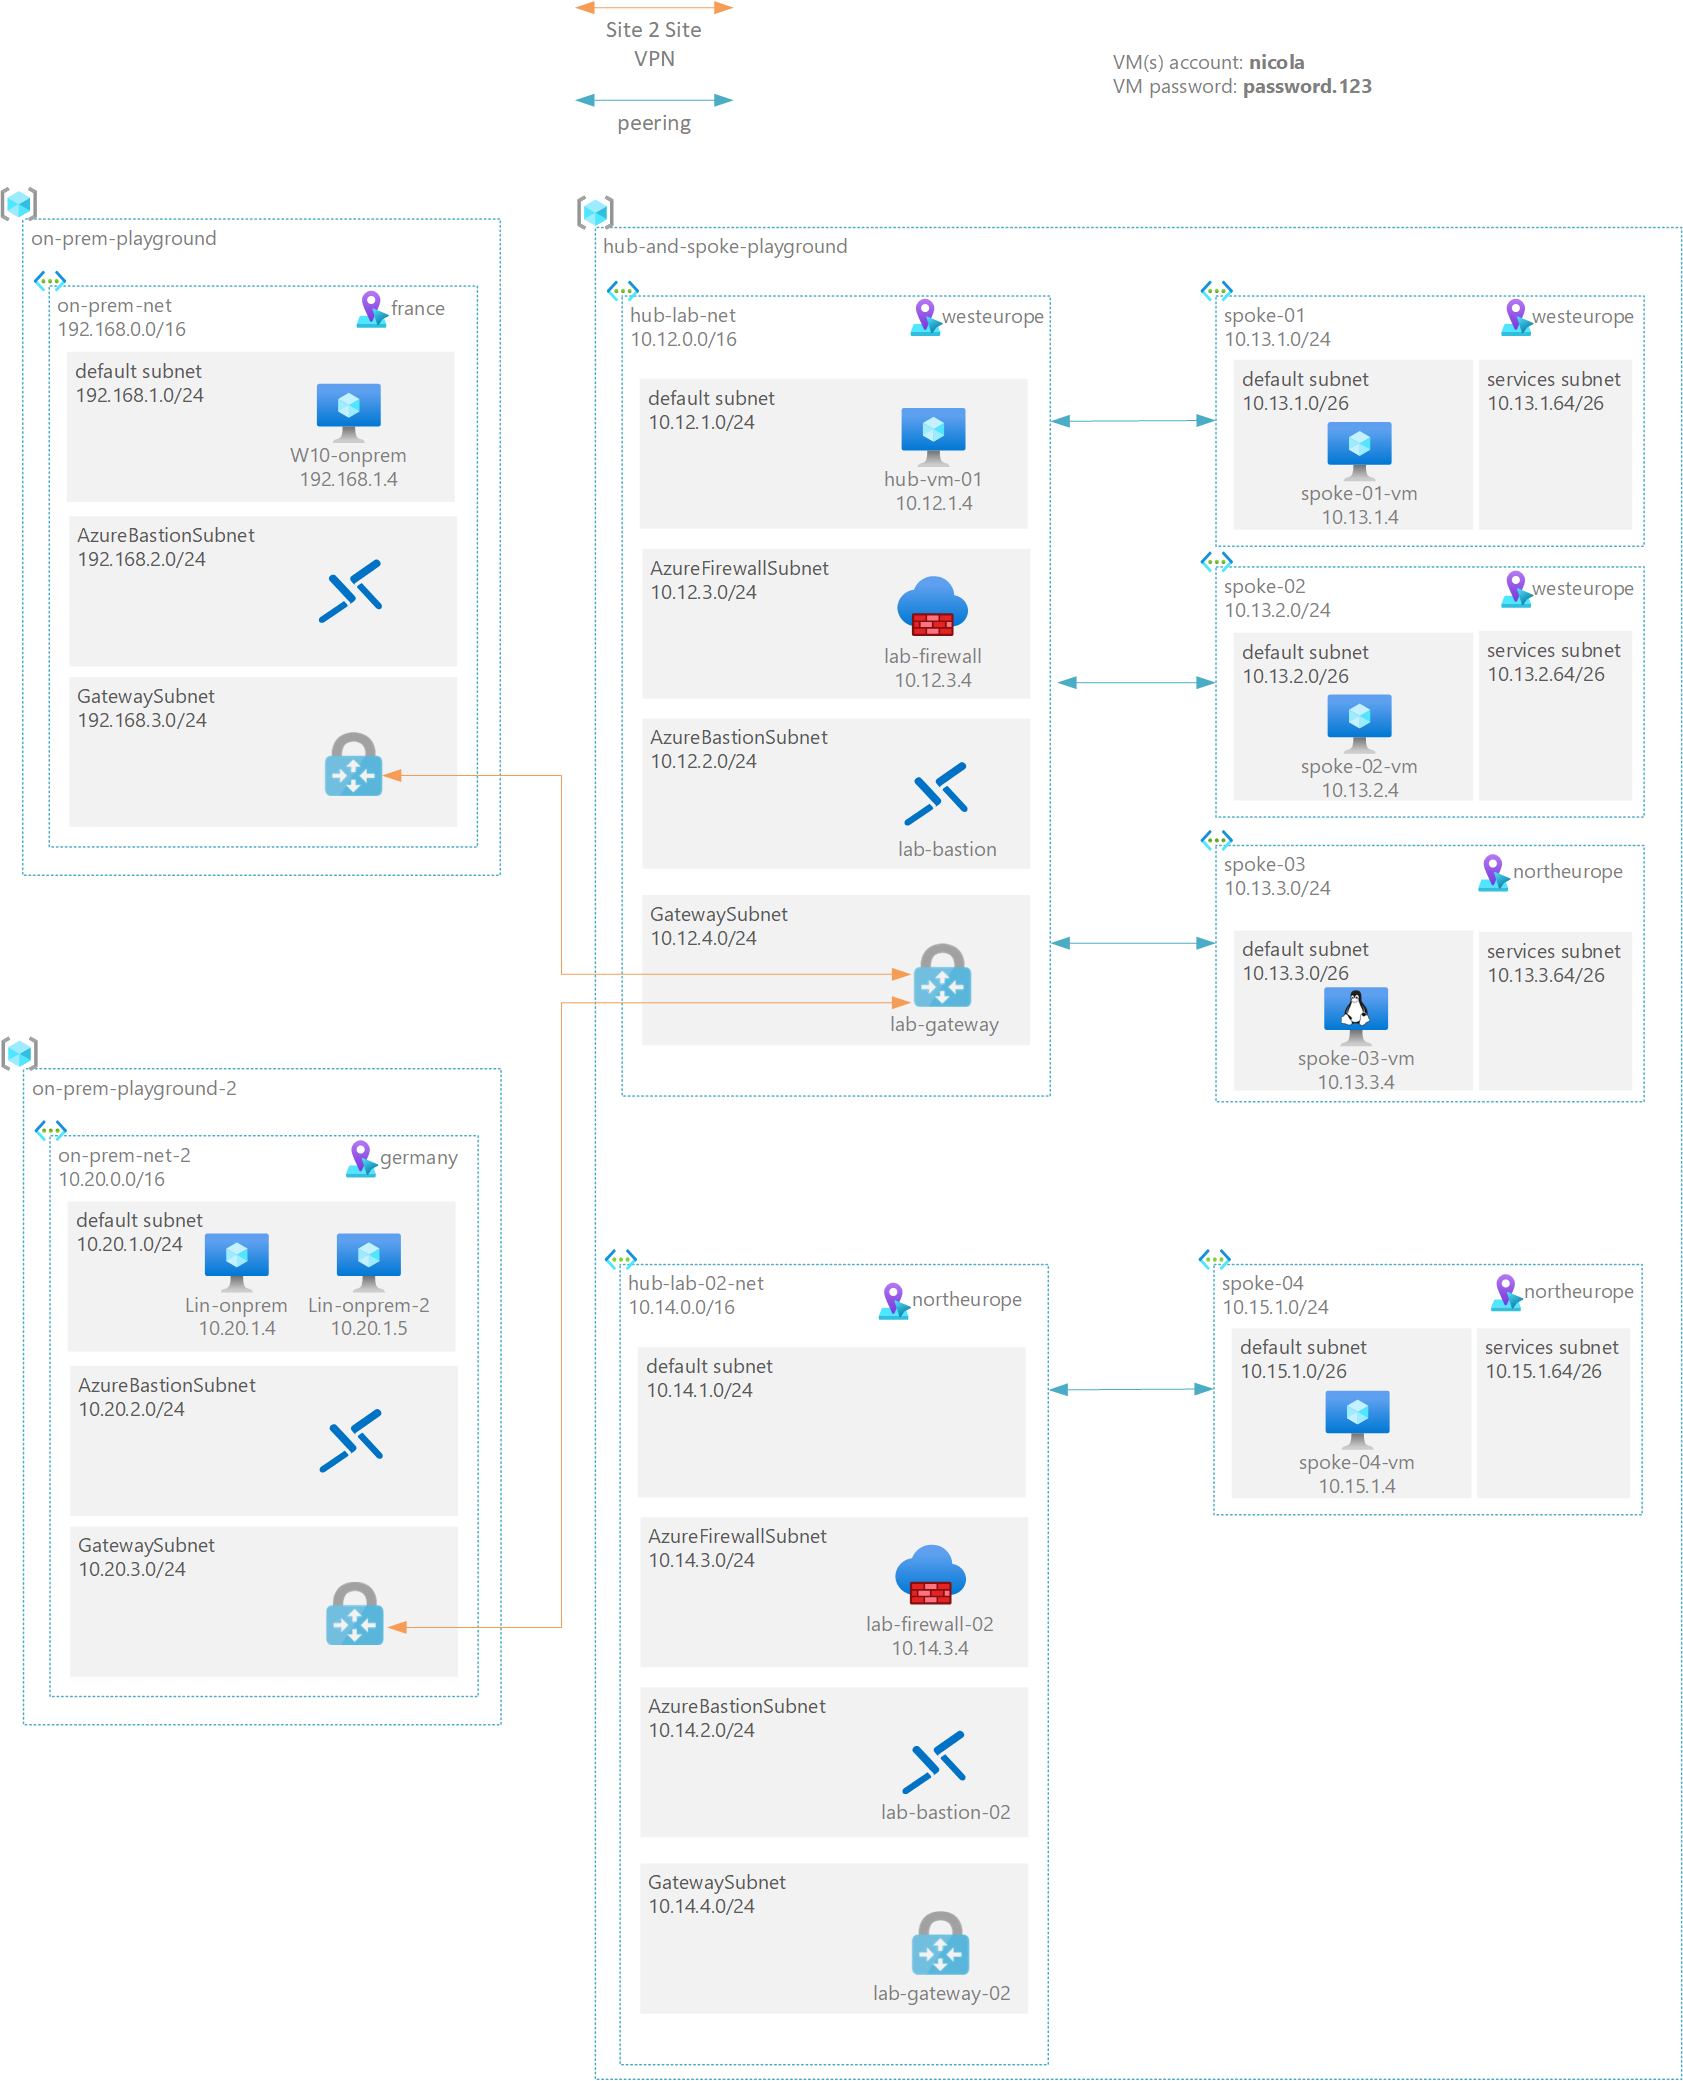 Site 2 Site
VPN
peering
VM(s) account: nicola
VM password: password.123
on-prem-playground
on-prem-net
192.168.0.0/16
france
default subnet
192.168.1.0/24
W10-onprem
192.168.1.4
AzureBastionSubnet
192.168.2.0/24
GatewaySubnet
192.168.3.0/24
on-prem-playground-2
on-prem-net-2
10.20.0.0/16
germany
default subnet
10.20.1.0/24
Lin-onprem
10.20.1.4
Lin-onprem-2
10.20.1.5
AzureBastionSubnet
10.20.2.0/24
GatewaySubnet
10.20.3.0/24
hub-and-spoke-playground
hub-lab-net
10.12.0.0/16
westeurope
default subnet
10.12.1.0/24
hub-vm-01
10.12.1.4
AzureFirewallSubnet
10.12.3.0/24
lab-firewall
10.12.3.4
AzureBastionSubnet
10.12.2.0/24
lab-bastion
GatewaySubnet
10.12.4.0/24
lab-gateway
spoke-01
10.13.1.0/24
westeurope
default subnet
10.13.1.0/26
spoke-01-vm
10.13.1.4
services subnet
10.13.1.64/26
spoke-02
10.13.2.0/24
westeurope
default subnet
10.13.2.0/26
spoke-02-vm
10.13.2.4
services subnet
10.13.2.64/26
spoke-03
10.13.3.0/24
northeurope
default subnet
10.13.3.0/26
spoke-03-vm
10.13.3.4
services subnet
10.13.3.64/26
hub-lab-02-net
10.14.0.0/16
northeurope
default subnet
10.14.1.0/24
AzureFirewallSubnet
10.14.3.0/24
lab-firewall-02
10.14.3.4
AzureBastionSubnet
10.14.2.0/24
lab-bastion-02
GatewaySubnet
10.14.4.0/24
lab-gateway-02
spoke-04
10.15.1.0/24
northeurope
default subnet
10.15.1.0/26
spoke-04-vm
10.15.1.4
services subnet
10.15.1.64/26